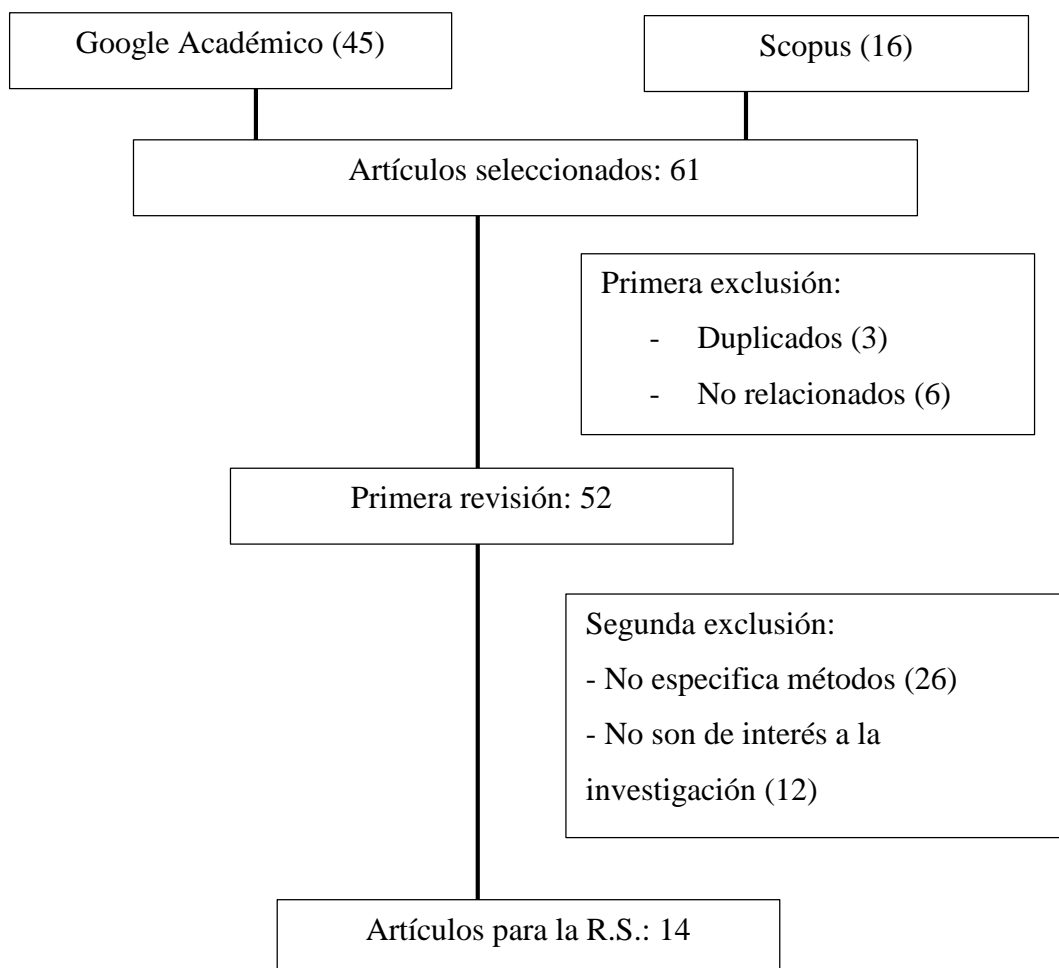 Google Académico (45)
Scopus (16)
Artículos seleccionados: 61
Primera exclusión:
- Duplicados (3)
- No relacionados (6)
Primera revisión: 52
Segunda exclusión:
- No especifica métodos (26)
- No son de interés a la
investigación (12)
Artículos para la R.S.: 14